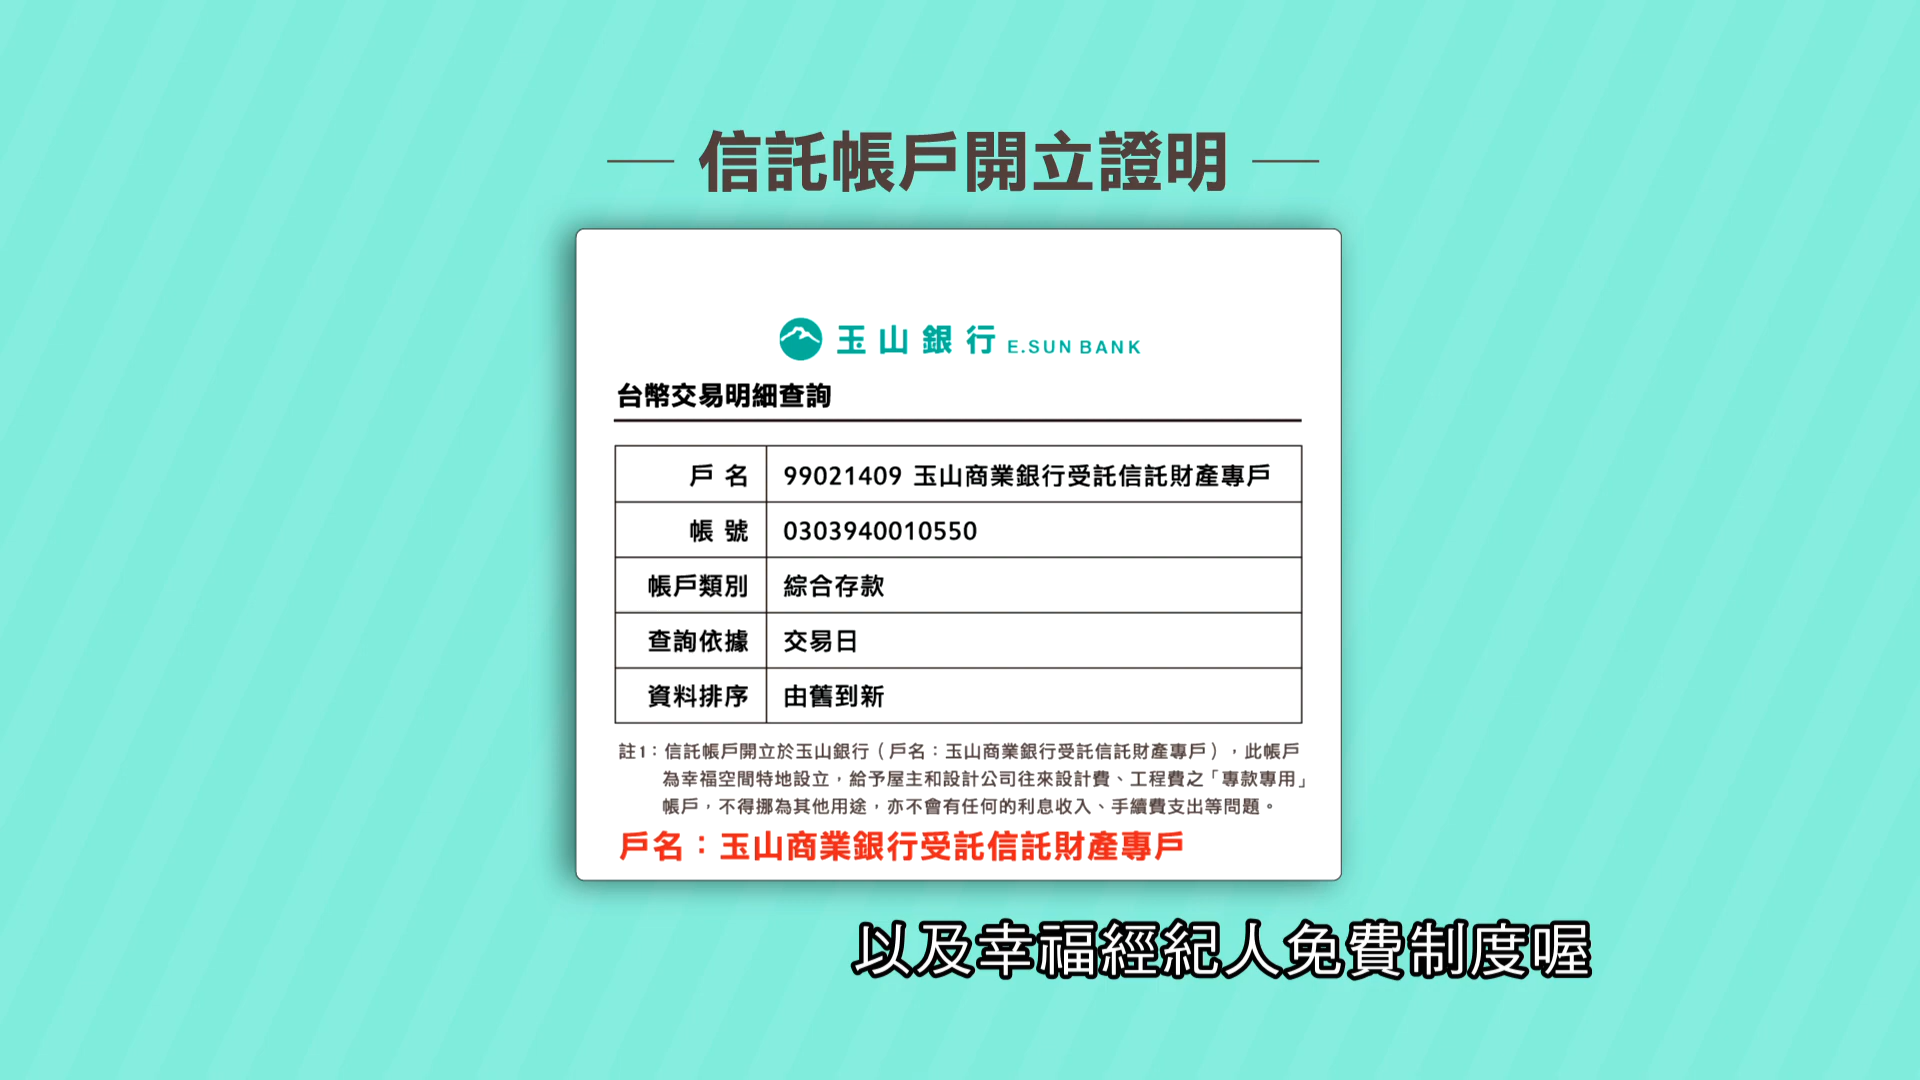 信託帳戶開立證明
玉山銀行 E.SUN BANK
台幣交易明細查詢
戶名 99021409 玉山商業銀行受託信託財產專戶
帳號 0303940010550
帳戶類別 綜合存款
查詢依據 交易日
資料排序 由舊到新
註1：信託帳戶開立於玉山銀行（戶名：玉山商業銀行受託信託財產專戶），此帳戶
為幸福空間特地設立，給予屋主和設計公司往來設計費、工程費之「專款專用」
帳戶，不得挪為其他用途，亦不會有任何的利息收入、手續費支出等問題。
戶名：玉山商業銀行受託信託財產專戶
以及幸福經紀人免費制度喔